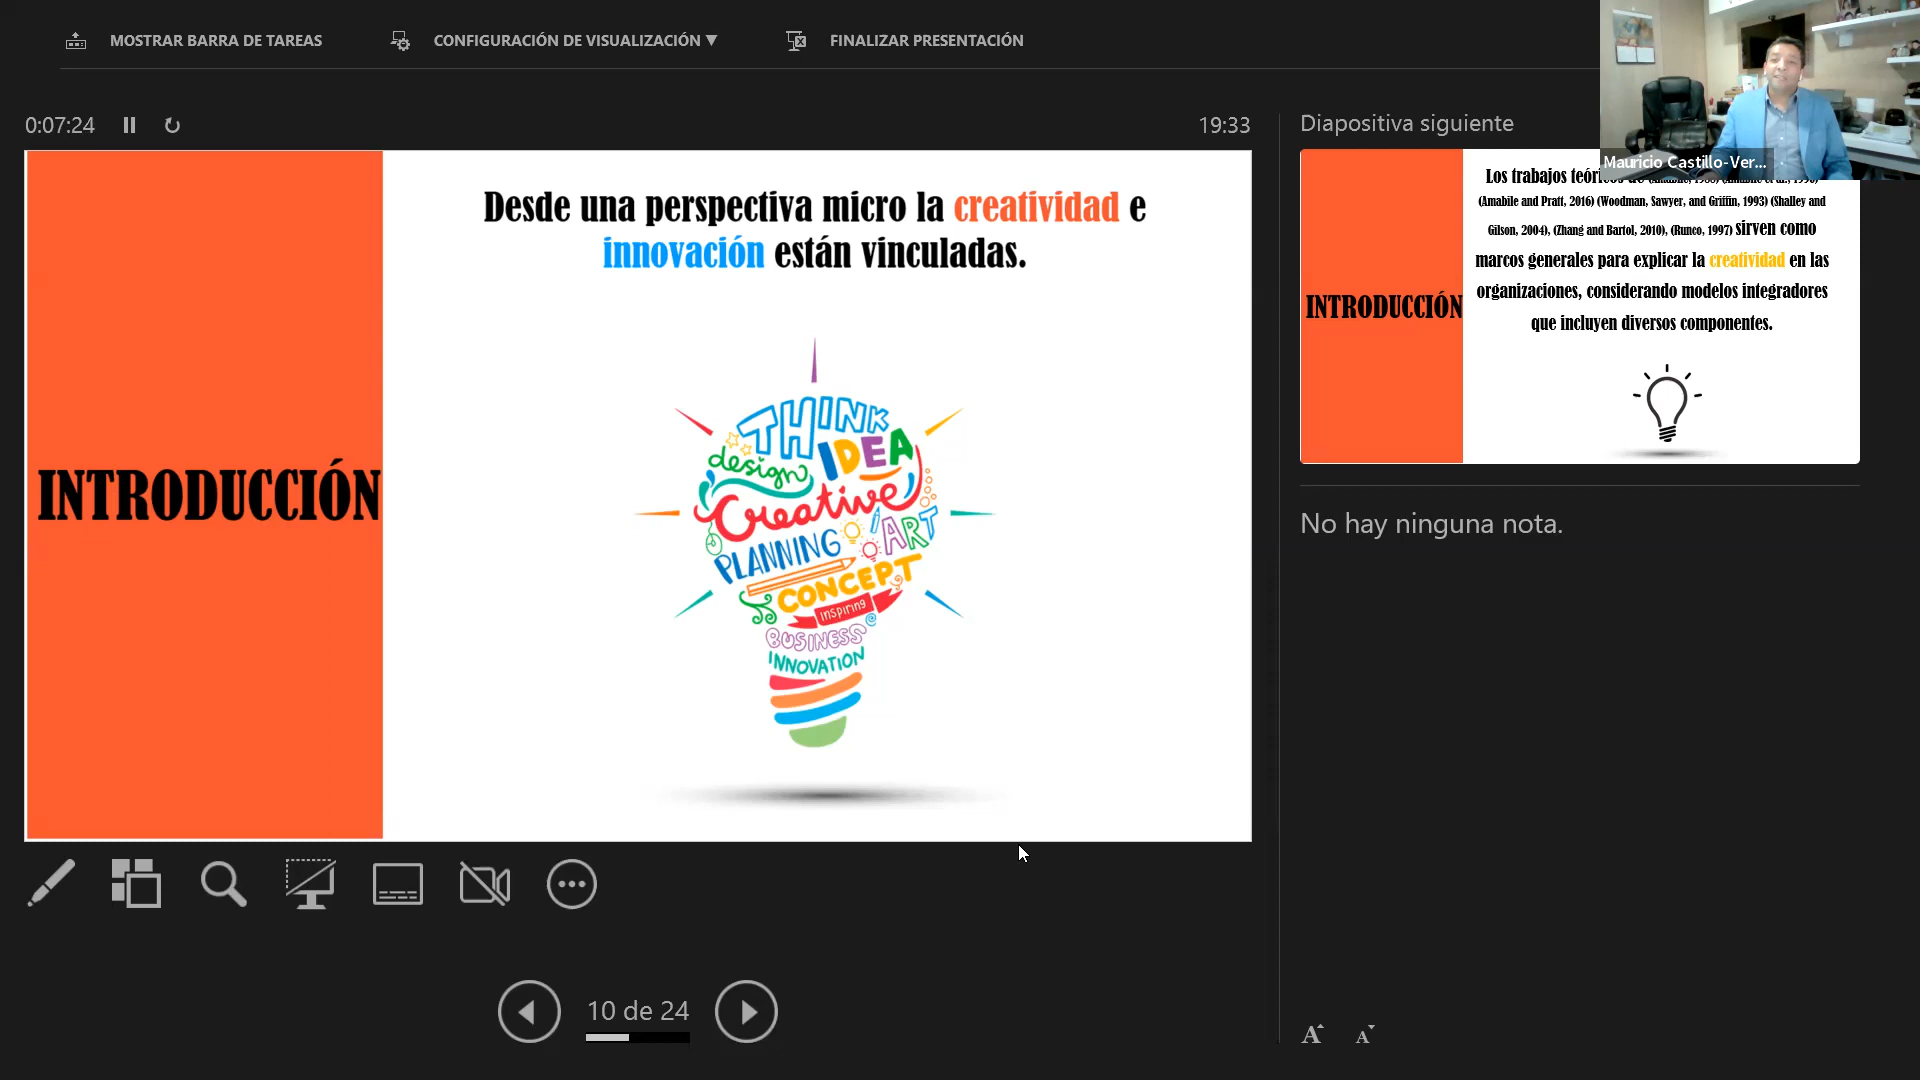 MOSTRAR BARRA DE TAREAS
CONFIGURACIÓN DE VISUALIZACIÓN ▼
FINALIZAR PRESENTACIÓN
0:07:24
19:33
Desde una perspectiva micro la creatividad e
innovación están vinculadas.
INTRODUCCIÓN
THINK
IDEA
design
Creative
ART
PLANNING
CONCEPT
inspiring
BUSINESS
INNOVATION
10 de 24
Diapositiva siguiente
Mauricio Castillo-Ver...
INTRODUCCIÓN
Los trabajos
(Amabile and Pratt, 2016) (Woodman, Sawyer, and Griffin, 1993) (Shalley and
Gilson, 2004), (Zhang and Bartol, 2010), (Runco, 1997) sirven como
marcos generales para explicar la creatividad en las
organizaciones, considerando modelos integradores
que incluyen diversos componentes.
No hay ninguna nota.
A A